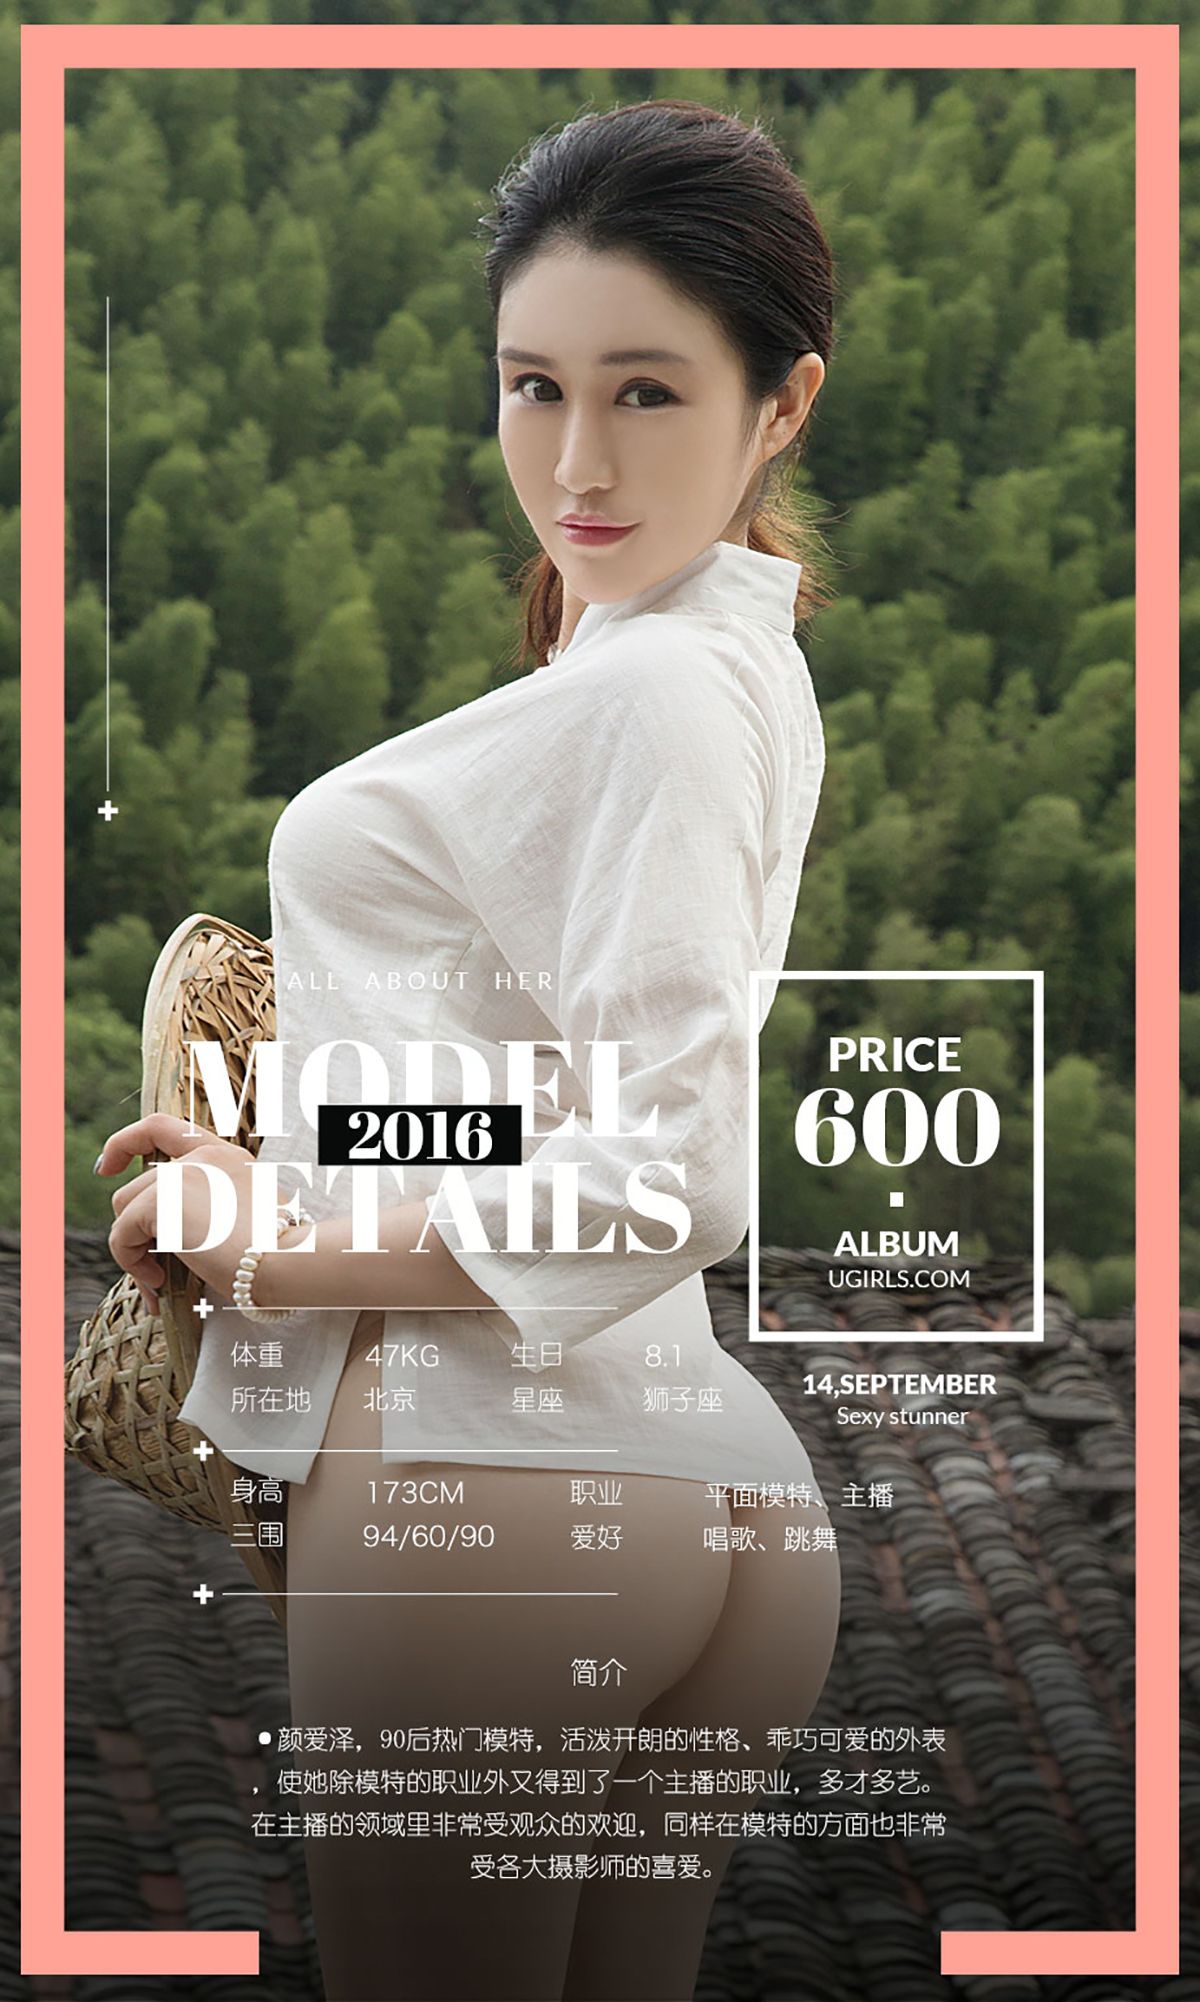 ALL ABOUT HER
MODEL
2016
DETAILS
PRICE
600
ALBUM
UGIRLS.COM
14,SEPTEMBER
Sexy stunner
体重 47KG 生日 8.1
所在地 北京 星座 狮子座
身高 173CM 职业 平面模特、主播
三围 94/60/90 爱好 唱歌、跳舞
简介
●颜爱泽，90后热门模特，活泼开朗的性格、乖巧可爱的外表
，使她除模特的职业外又得到了一个主播的职业，多才多艺。
在主播的领域里非常受观众的欢迎，同样在模特的方面也非常
受各大摄影师的喜爱。